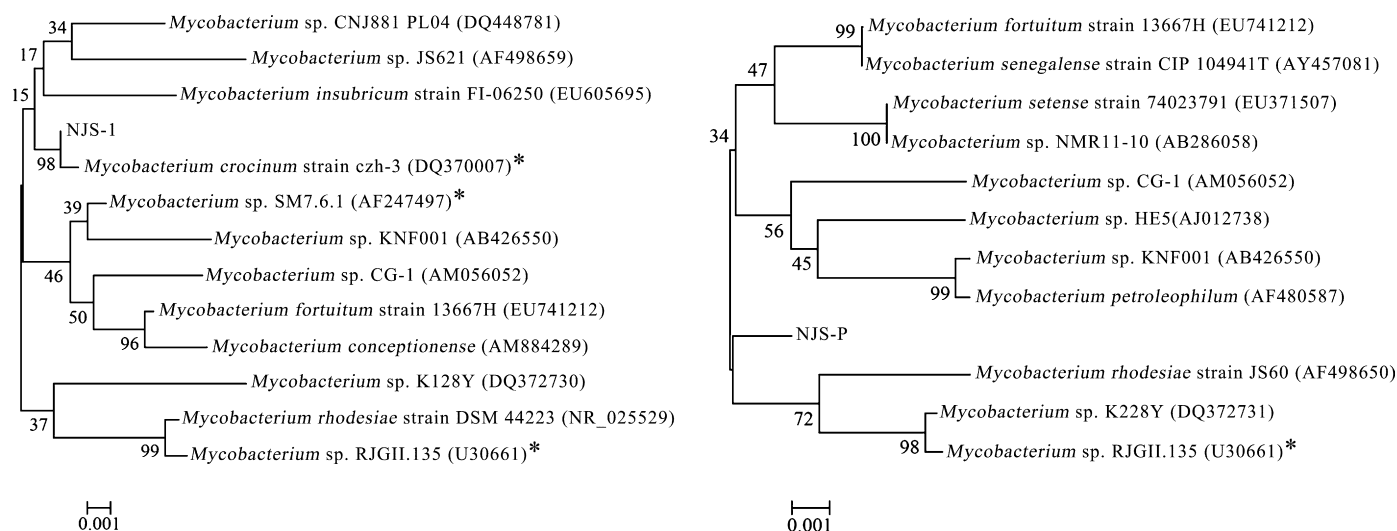 Mycobacterium sp. CNJ881 PL04 (DQ448781)
34
17
Mycobacterium sp. JS621 (AF498659)
15
Mycobacterium insubricum strain FI-06250 (EU605695)
NJS-1
98
Mycobacterium crocinum strain czh-3 (DQ370007)*
Mycobacterium sp. SM7.6.1 (AF247497)*
39
Mycobacterium sp. KNF001 (AB426550)
46
Mycobacterium sp. CG-1 (AM056052)
50
Mycobacterium fortuitum strain 13667H (EU741212)
96
Mycobacterium conceptionense (AM884289)
Mycobacterium sp. K128Y (DQ372730)
37
Mycobacterium rhodesiae strain DSM 44223 (NR_025529)
99
Mycobacterium sp. RJGII.135 (U30661)*
0.001
99
Mycobacterium fortuitum strain 13667H (EU741212)
47
Mycobacterium senegalense strain CIP 104941T (AY457081)
Mycobacterium setense strain 74023791 (EU371507)
34
100
Mycobacterium sp. NMR11-10 (AB286058)
Mycobacterium sp. CG-1 (AM056052)
56
Mycobacterium sp. HE5(AJ012738)
45
Mycobacterium sp. KNF001 (AB426550)
99
Mycobacterium petroleophilum (AF480587)
NJS-P
Mycobacterium rhodesiae strain JS60 (AF498650)
72
Mycobacterium sp. K228Y (DQ372731)
98
Mycobacterium sp. RJGII.135 (U30661)*
0.001